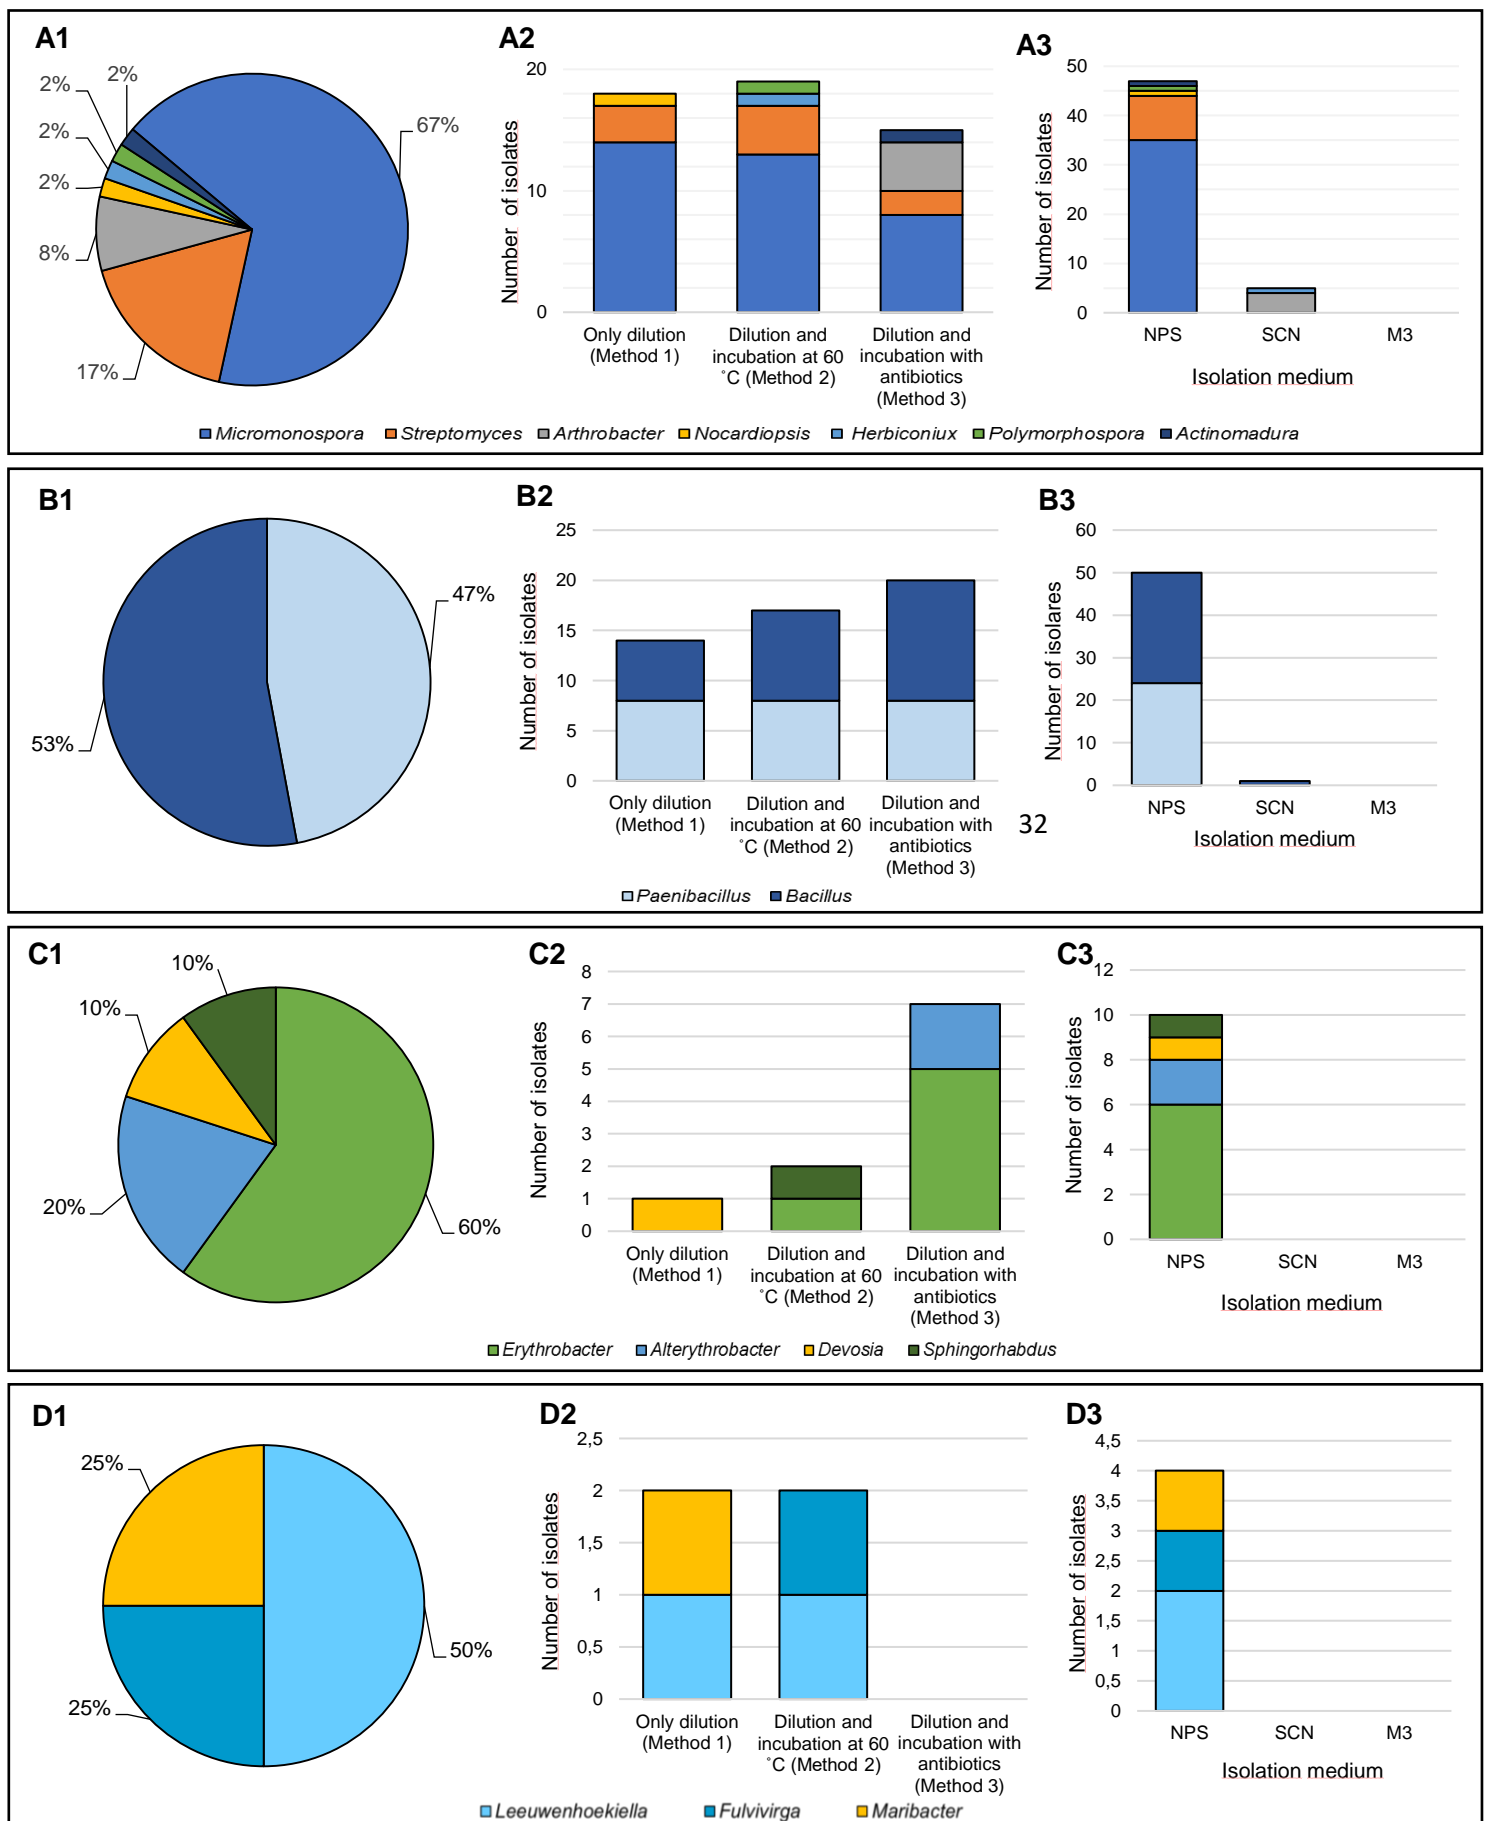 A1
2%
2%
2%
2%
8%
17%
67%
A2
Number of isolates
20
10
0
Only dilution
(Method 1)
Dilution and
incubation at 60
˚C (Method 2)
Dilution and
incubation with
antibiotics
(Method 3)
A3
Number of isolates
50
40
30
20
10
0
NPS
SCN
M3
Isolation medium
Micromonospora
Streptomyces
Arthrobacter
Nocardiopsis
Herbiconiux
Polymorphospora
Actinomadura
B1
47%
53%
B2
Number of isolates
25
20
15
10
5
0
Only dilution
(Method 1)
Dilution and
incubation at 60
˚C (Method 2)
Dilution and
incubation with
antibiotics
(Method 3)
32
B3
Number of isolares
60
50
40
30
20
10
0
NPS
SCN
M3
Isolation medium
Paenibacillus
Bacillus
C1
10%
10%
20%
60%
C2
Number of isolates
8
7
6
5
4
3
2
1
0
Only dilution
(Method 1)
Dilution and
incubation at 60
˚C (Method 2)
Dilution and
incubation with
antibiotics
(Method 3)
C3
Number of isolates
12
10
8
6
4
2
0
NPS
SCN
M3
Isolation medium
Erythrobacter
Alterythrobacter
Devosia
Sphingorhabdus
D1
25%
25%
50%
D2
Number of isolates
2,5
2
1,5
1
0,5
0
Only dilution
(Method 1)
Dilution and
incubation at 60
˚C (Method 2)
Dilution and
incubation with
antibiotics
(Method 3)
D3
Number of isolates
4,5
4
3,5
3
2,5
2
1,5
1
0,5
0
NPS
SCN
M3
Isolation medium
Leeuwenhoekiella
Fulvivirga
Maribacter